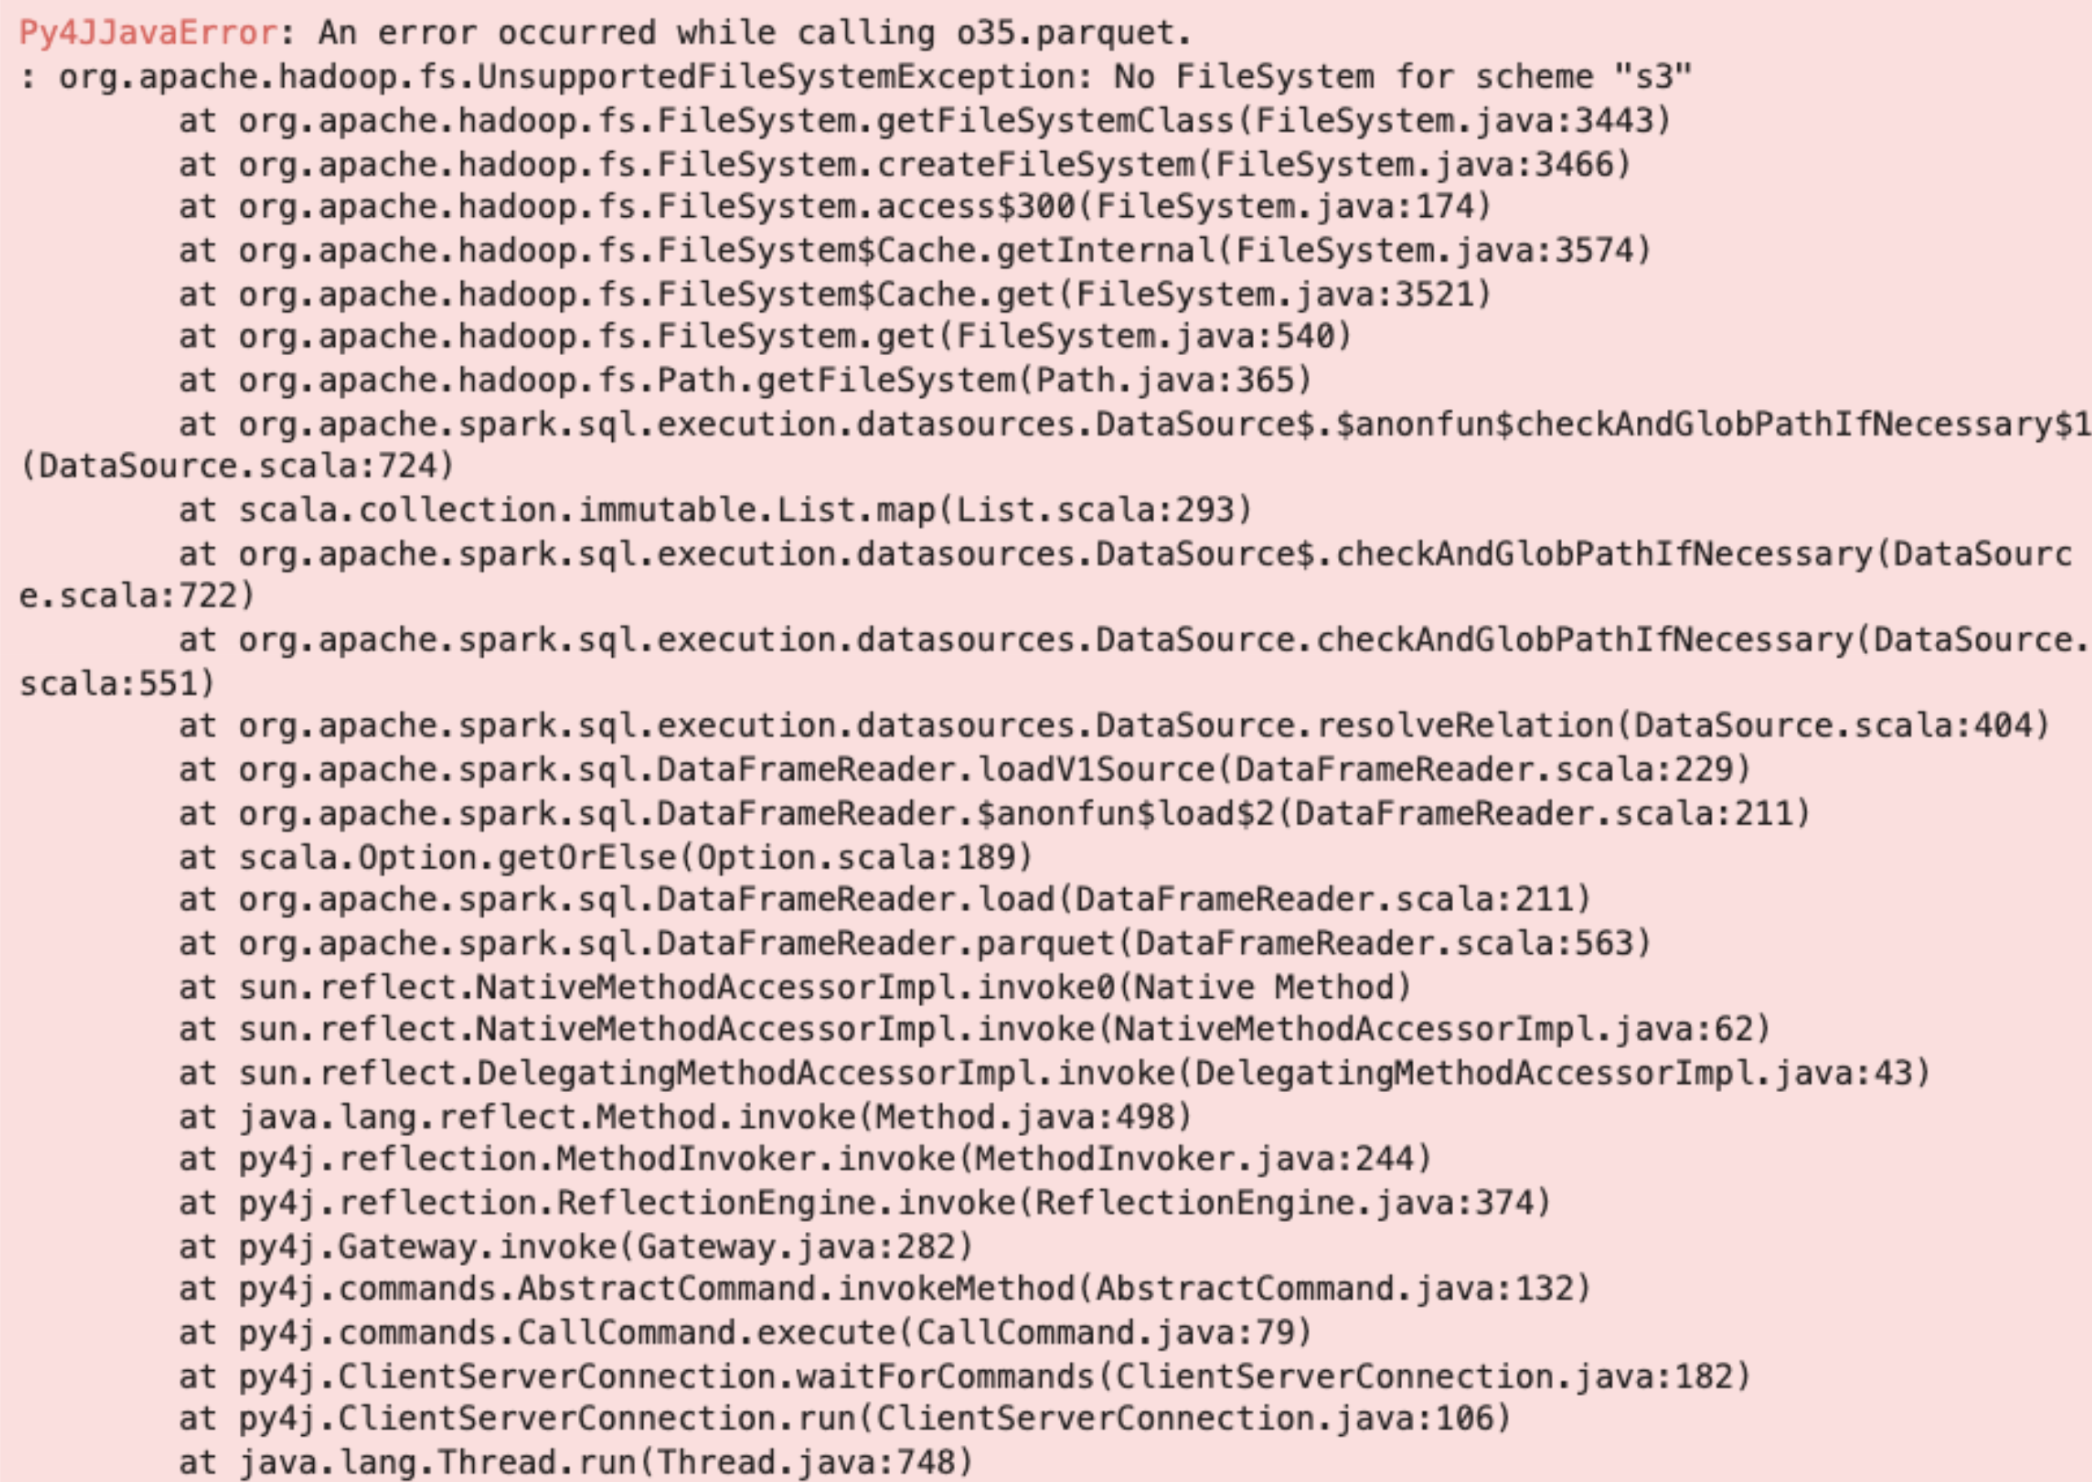 Py4JJavaError: An error occurred while calling o35.parquet.
: org.apache.hadoop.fs.UnsupportedFileSystemException: No FileSystem for scheme "s3"
	at org.apache.hadoop.fs.FileSystem.getFileSystemClass(FileSystem.java:3443)
	at org.apache.hadoop.fs.FileSystem.createFileSystem(FileSystem.java:3466)
	at org.apache.hadoop.fs.FileSystem.access$300(FileSystem.java:174)
	at org.apache.hadoop.fs.FileSystem$Cache.getInternal(FileSystem.java:3574)
	at org.apache.hadoop.fs.FileSystem$Cache.get(FileSystem.java:3521)
	at org.apache.hadoop.fs.FileSystem.get(FileSystem.java:540)
	at org.apache.hadoop.fs.Path.getFileSystem(Path.java:365)
	at org.apache.spark.sql.execution.datasources.DataSource$.$anonfun$checkAndGlobPathIfNecessary$1
(DataSource.scala:724)
	at scala.collection.immutable.List.map(List.scala:293)
	at org.apache.spark.sql.execution.datasources.DataSource$.checkAndGlobPathIfNecessary(DataSourc
e.scala:722)
	at org.apache.spark.sql.execution.datasources.DataSource.checkAndGlobPathIfNecessary(DataSource.
scala:551)
	at org.apache.spark.sql.execution.datasources.DataSource.resolveRelation(DataSource.scala:404)
	at org.apache.spark.sql.DataFrameReader.loadV1Source(DataFrameReader.scala:229)
	at org.apache.spark.sql.DataFrameReader.$anonfun$load$2(DataFrameReader.scala:211)
	at scala.Option.getOrElse(Option.scala:189)
	at org.apache.spark.sql.DataFrameReader.load(DataFrameReader.scala:211)
	at org.apache.spark.sql.DataFrameReader.parquet(DataFrameReader.scala:563)
	at sun.reflect.NativeMethodAccessorImpl.invoke0(Native Method)
	at sun.reflect.NativeMethodAccessorImpl.invoke(NativeMethodAccessorImpl.java:62)
	at sun.reflect.DelegatingMethodAccessorImpl.invoke(DelegatingMethodAccessorImpl.java:43)
	at java.lang.reflect.Method.invoke(Method.java:498)
	at py4j.reflection.MethodInvoker.invoke(MethodInvoker.java:244)
	at py4j.reflection.ReflectionEngine.invoke(ReflectionEngine.java:374)
	at py4j.Gateway.invoke(Gateway.java:282)
	at py4j.commands.AbstractCommand.invokeMethod(AbstractCommand.java:132)
	at py4j.commands.CallCommand.execute(CallCommand.java:79)
	at py4j.ClientServerConnection.waitForCommands(ClientServerConnection.java:182)
	at py4j.ClientServerConnection.run(ClientServerConnection.java:106)
	at java.lang.Thread.run(Thread.java:748)